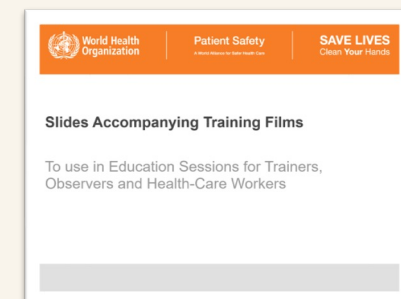 World Health
Organization
Patient Safety
A World Alliance for Safer Health Care
SAVE LIVES
Clean Your Hands
Slides Accompanying Training Films
To use in Education Sessions for Trainers,
Observers and Health-Care Workers